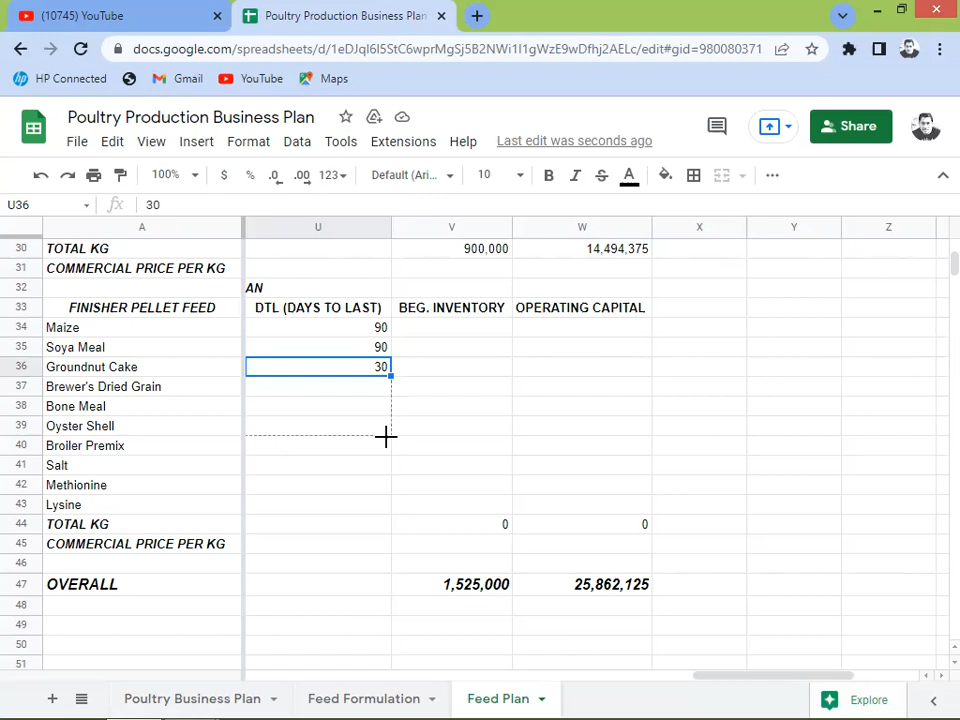 (10745) YouTube
Poultry Production Business Plan
docs.google.com/spreadsheets/d/1eDJqI6I5StC6wprMgSj5B2NWi1I1gWzE9wDfhj2AELc/edit#gid=980080371
HP Connected
Gmail
YouTube
Maps
Poultry Production Business Plan
File Edit View Insert Format Data Tools Extensions Help Last edit was seconds ago
Share
100% $ % .0 .00 123 Default (Ari... 10 B I S A
U36 fx 30
A U V W X Y Z
30 TOTAL KG 900,000 14,494,375
31 COMMERCIAL PRICE PER KG
32 AN
33 FINISHER PELLET FEED DTL (DAYS TO LAST) BEG. INVENTORY OPERATING CAPITAL
34 Maize 90
35 Soya Meal 90
36 Groundnut Cake 30
37 Brewer's Dried Grain
38 Bone Meal
39 Oyster Shell
40 Broiler Premix
41 Salt
42 Methionine
43 Lysine
44 TOTAL KG 0 0
45 COMMERCIAL PRICE PER KG
46
47 OVERALL 1,525,000 25,862,125
48
49
50
51
Poultry Business Plan Feed Formulation Feed Plan Explore